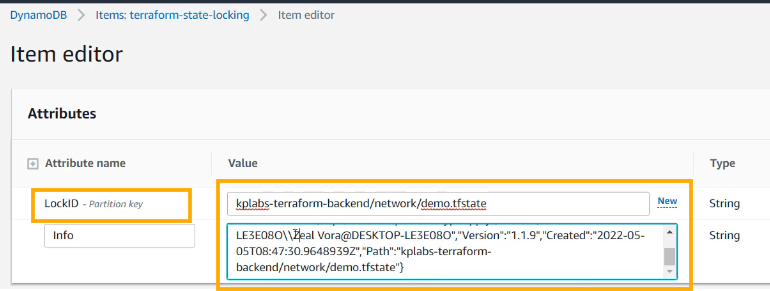 DynamoDB > Items: terraform-state-locking > Item editor
Item editor
Attributes
Attribute name Value Type
LockID - Partition key kplabs-terraform-backend/network/demo.tfstate New String
Info LE3E08O\\Zeal Vora@DESKTOP-LE3E08O","Version":"1.1.9","Created":"2022-05- String
05T08:47:30.9648939Z","Path":"kplabs-terraform-
backend/network/demo.tfstate"}